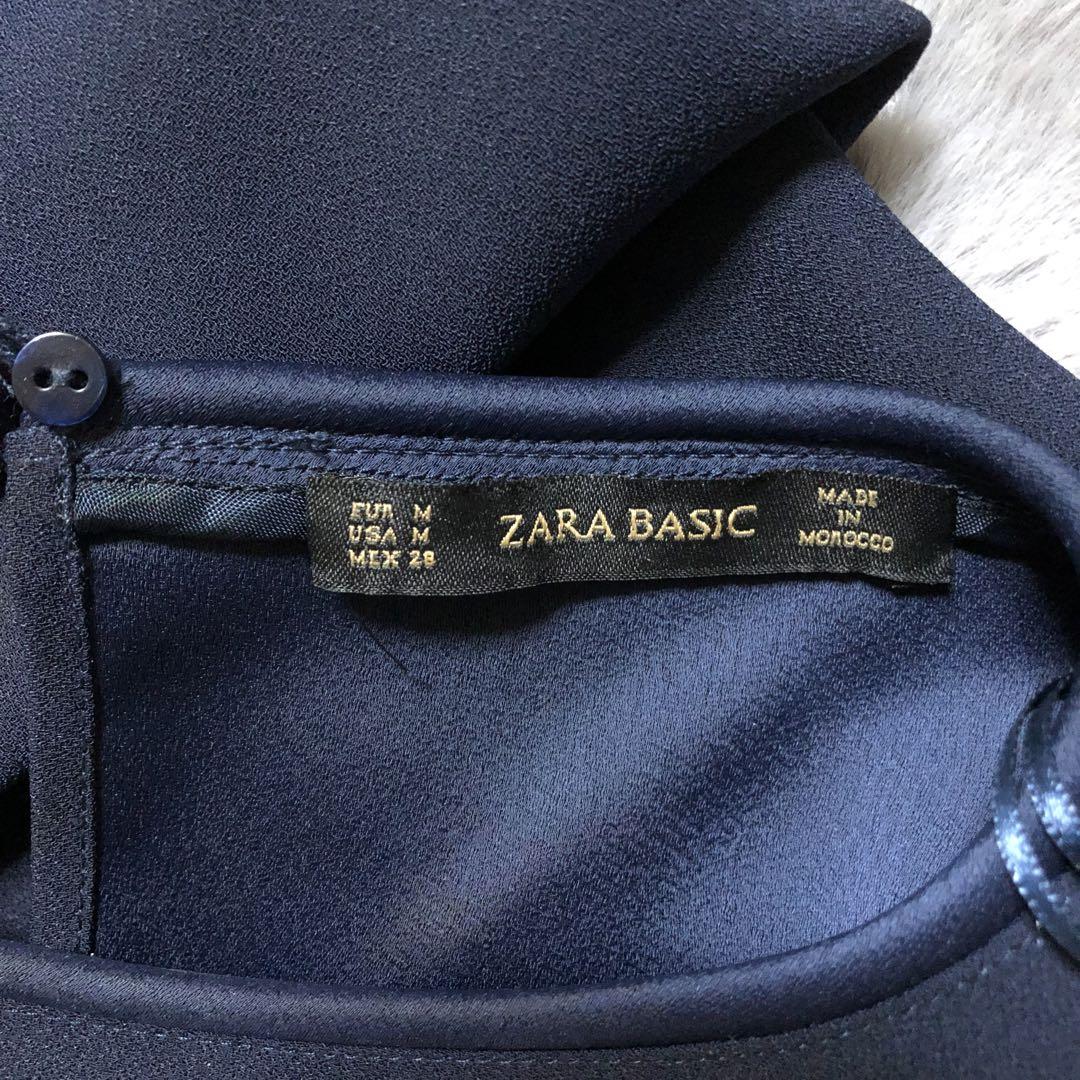 EUR M
USA M
MEX 28
ZARA BASIC
MADE
IN
MOROCCO